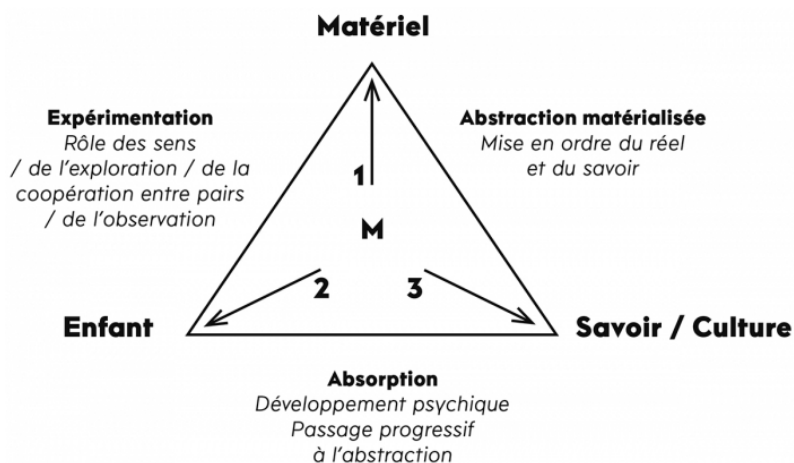 Matériel
Expérimentation
Rôle des sens
/ de l'exploration / de la
coopération entre pairs
/ de l'observation
Abstraction matérialisée
Mise en ordre du réel
et du savoir
1
M
2
3
Enfant
Savoir / Culture
Absorption
Développement psychique
Passage progressif
à l'abstraction